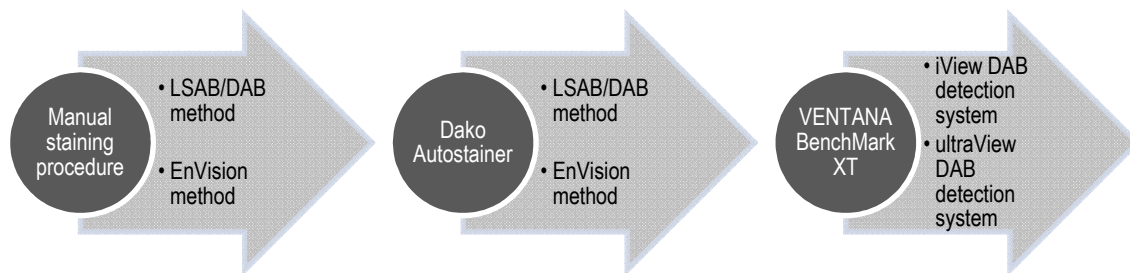 Manual
staining
procedure
• LSAB/DAB
method
• EnVision
method
Dako
Autostainer
• LSAB/DAB
method
• EnVision
method
VENTANA
BenchMark
XT
• iView DAB
detection
system
• ultraView
DAB
detection
system